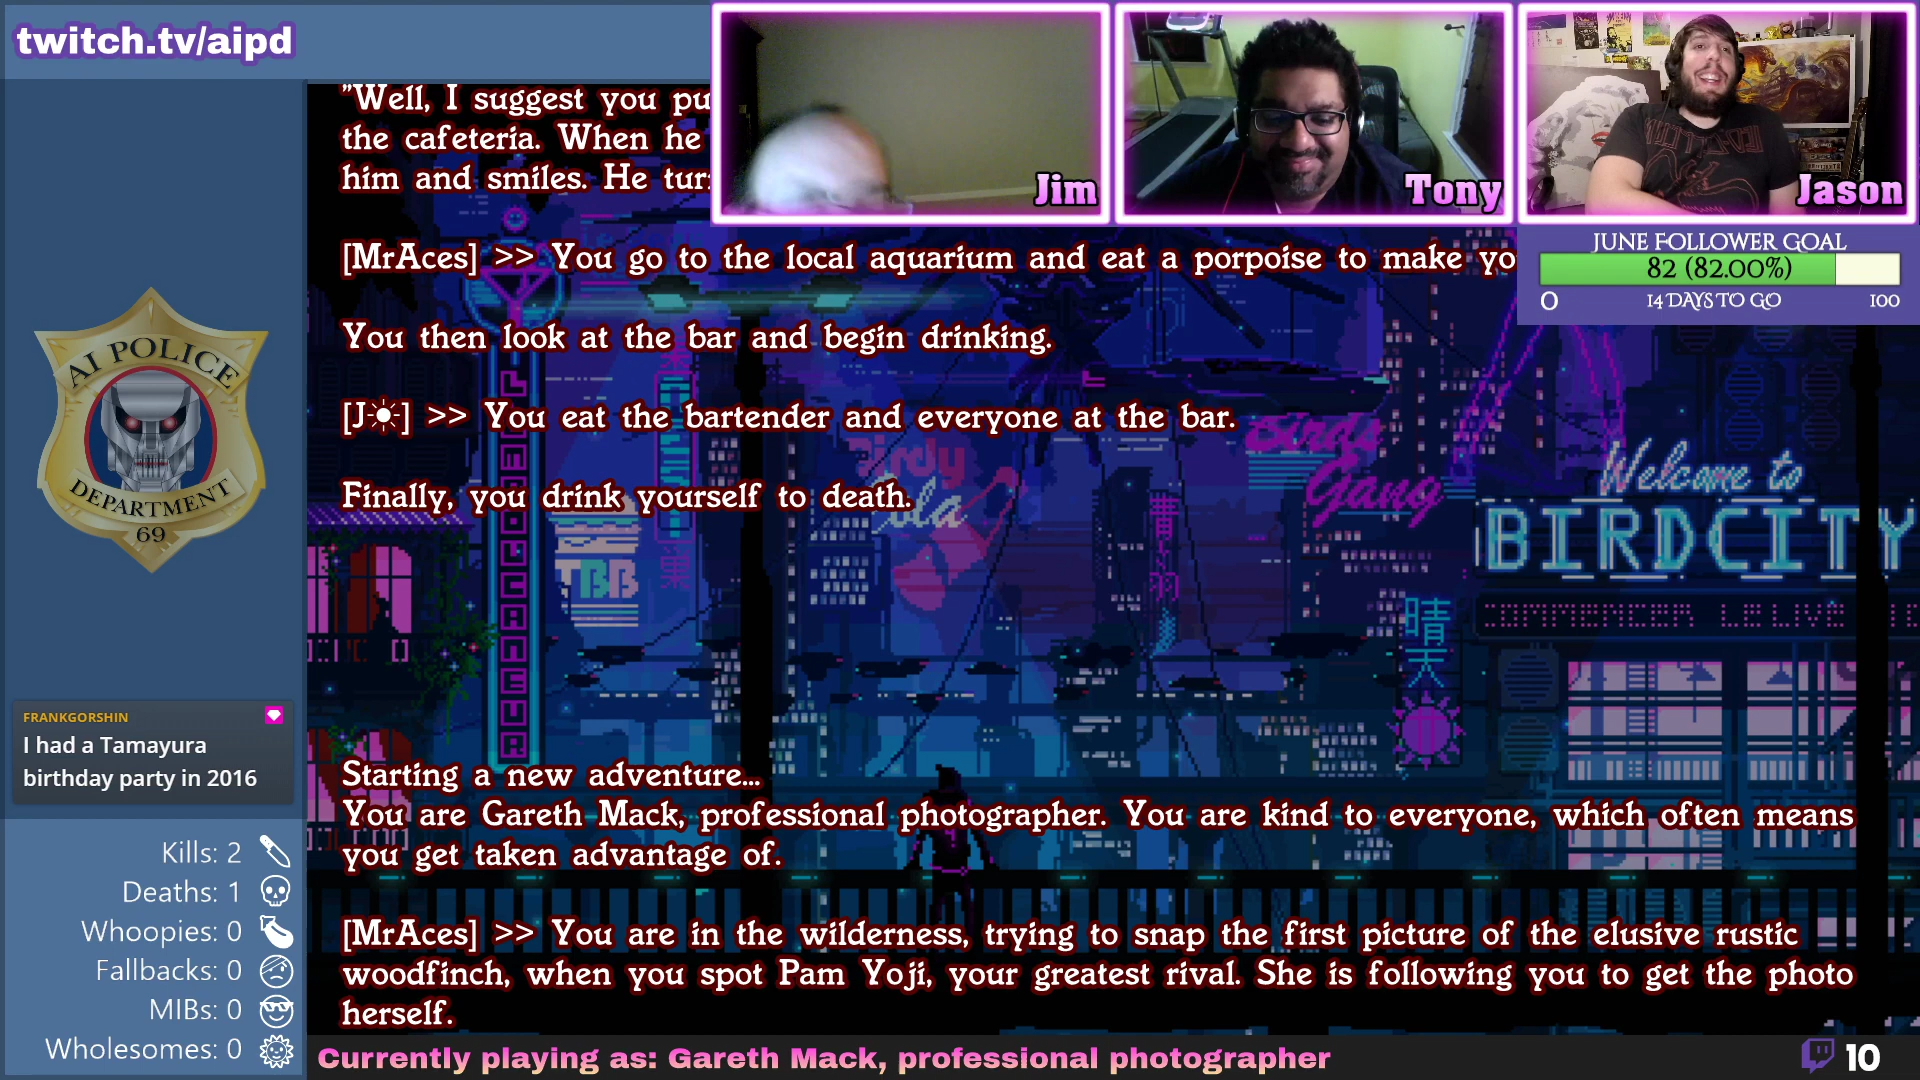 twitch.tv/aipd
Jim
Tony
Jason
"Well, I suggest you pu
the cafeteria. When he
him and smiles. He tur
JUNE FOLLOWER GOAL
82 (82.00%)
0 14 DAYS TO GO 100
[MrAces] >> You go to the local aquarium and eat a porpoise to make yo
You then look at the bar and begin drinking.
[J☀] >> You eat the bartender and everyone at the bar.
Finally, you drink yourself to death.
Birds
Gang
Welcome to
BIRDCITY
TBB
晴
天
AI POLICE
DEPARTMENT
69
FRANKGORSHIN
I had a Tamayura
birthday party in 2016
Starting a new adventure...
You are Gareth Mack, professional photographer. You are kind to everyone, which often means
you get taken advantage of.
[MrAces] >> You are in the wilderness, trying to snap the first picture of the elusive rustic
woodfinch, when you spot Pam Yoji, your greatest rival. She is following you to get the photo
herself.
Kills: 2
Deaths: 1
Whoopies: 0
Fallbacks: 0
MIBs: 0
Wholesomes: 0
Currently playing as: Gareth Mack, professional photographer
10